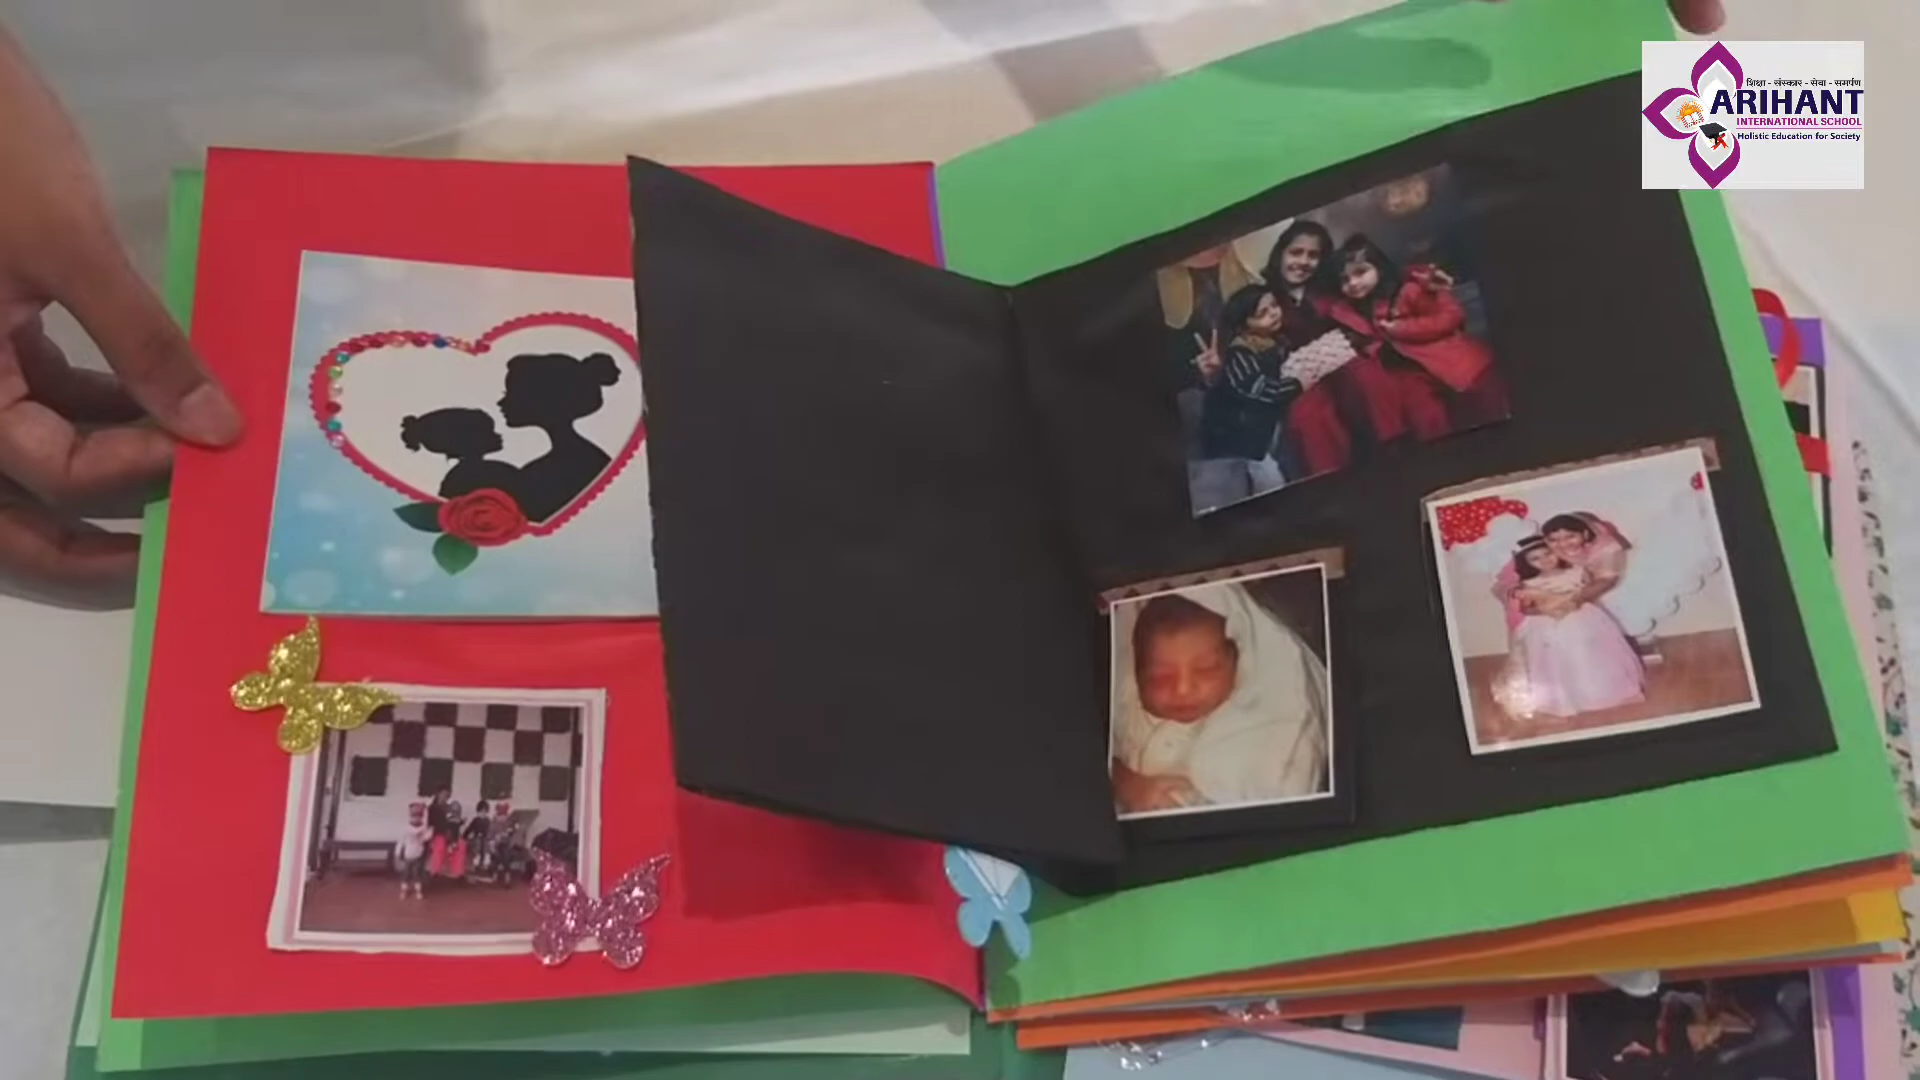 शिक्षा - संस्कार - सेवा - समर्पण
ARIHANT
INTERNATIONAL SCHOOL
Holistic Education for Society